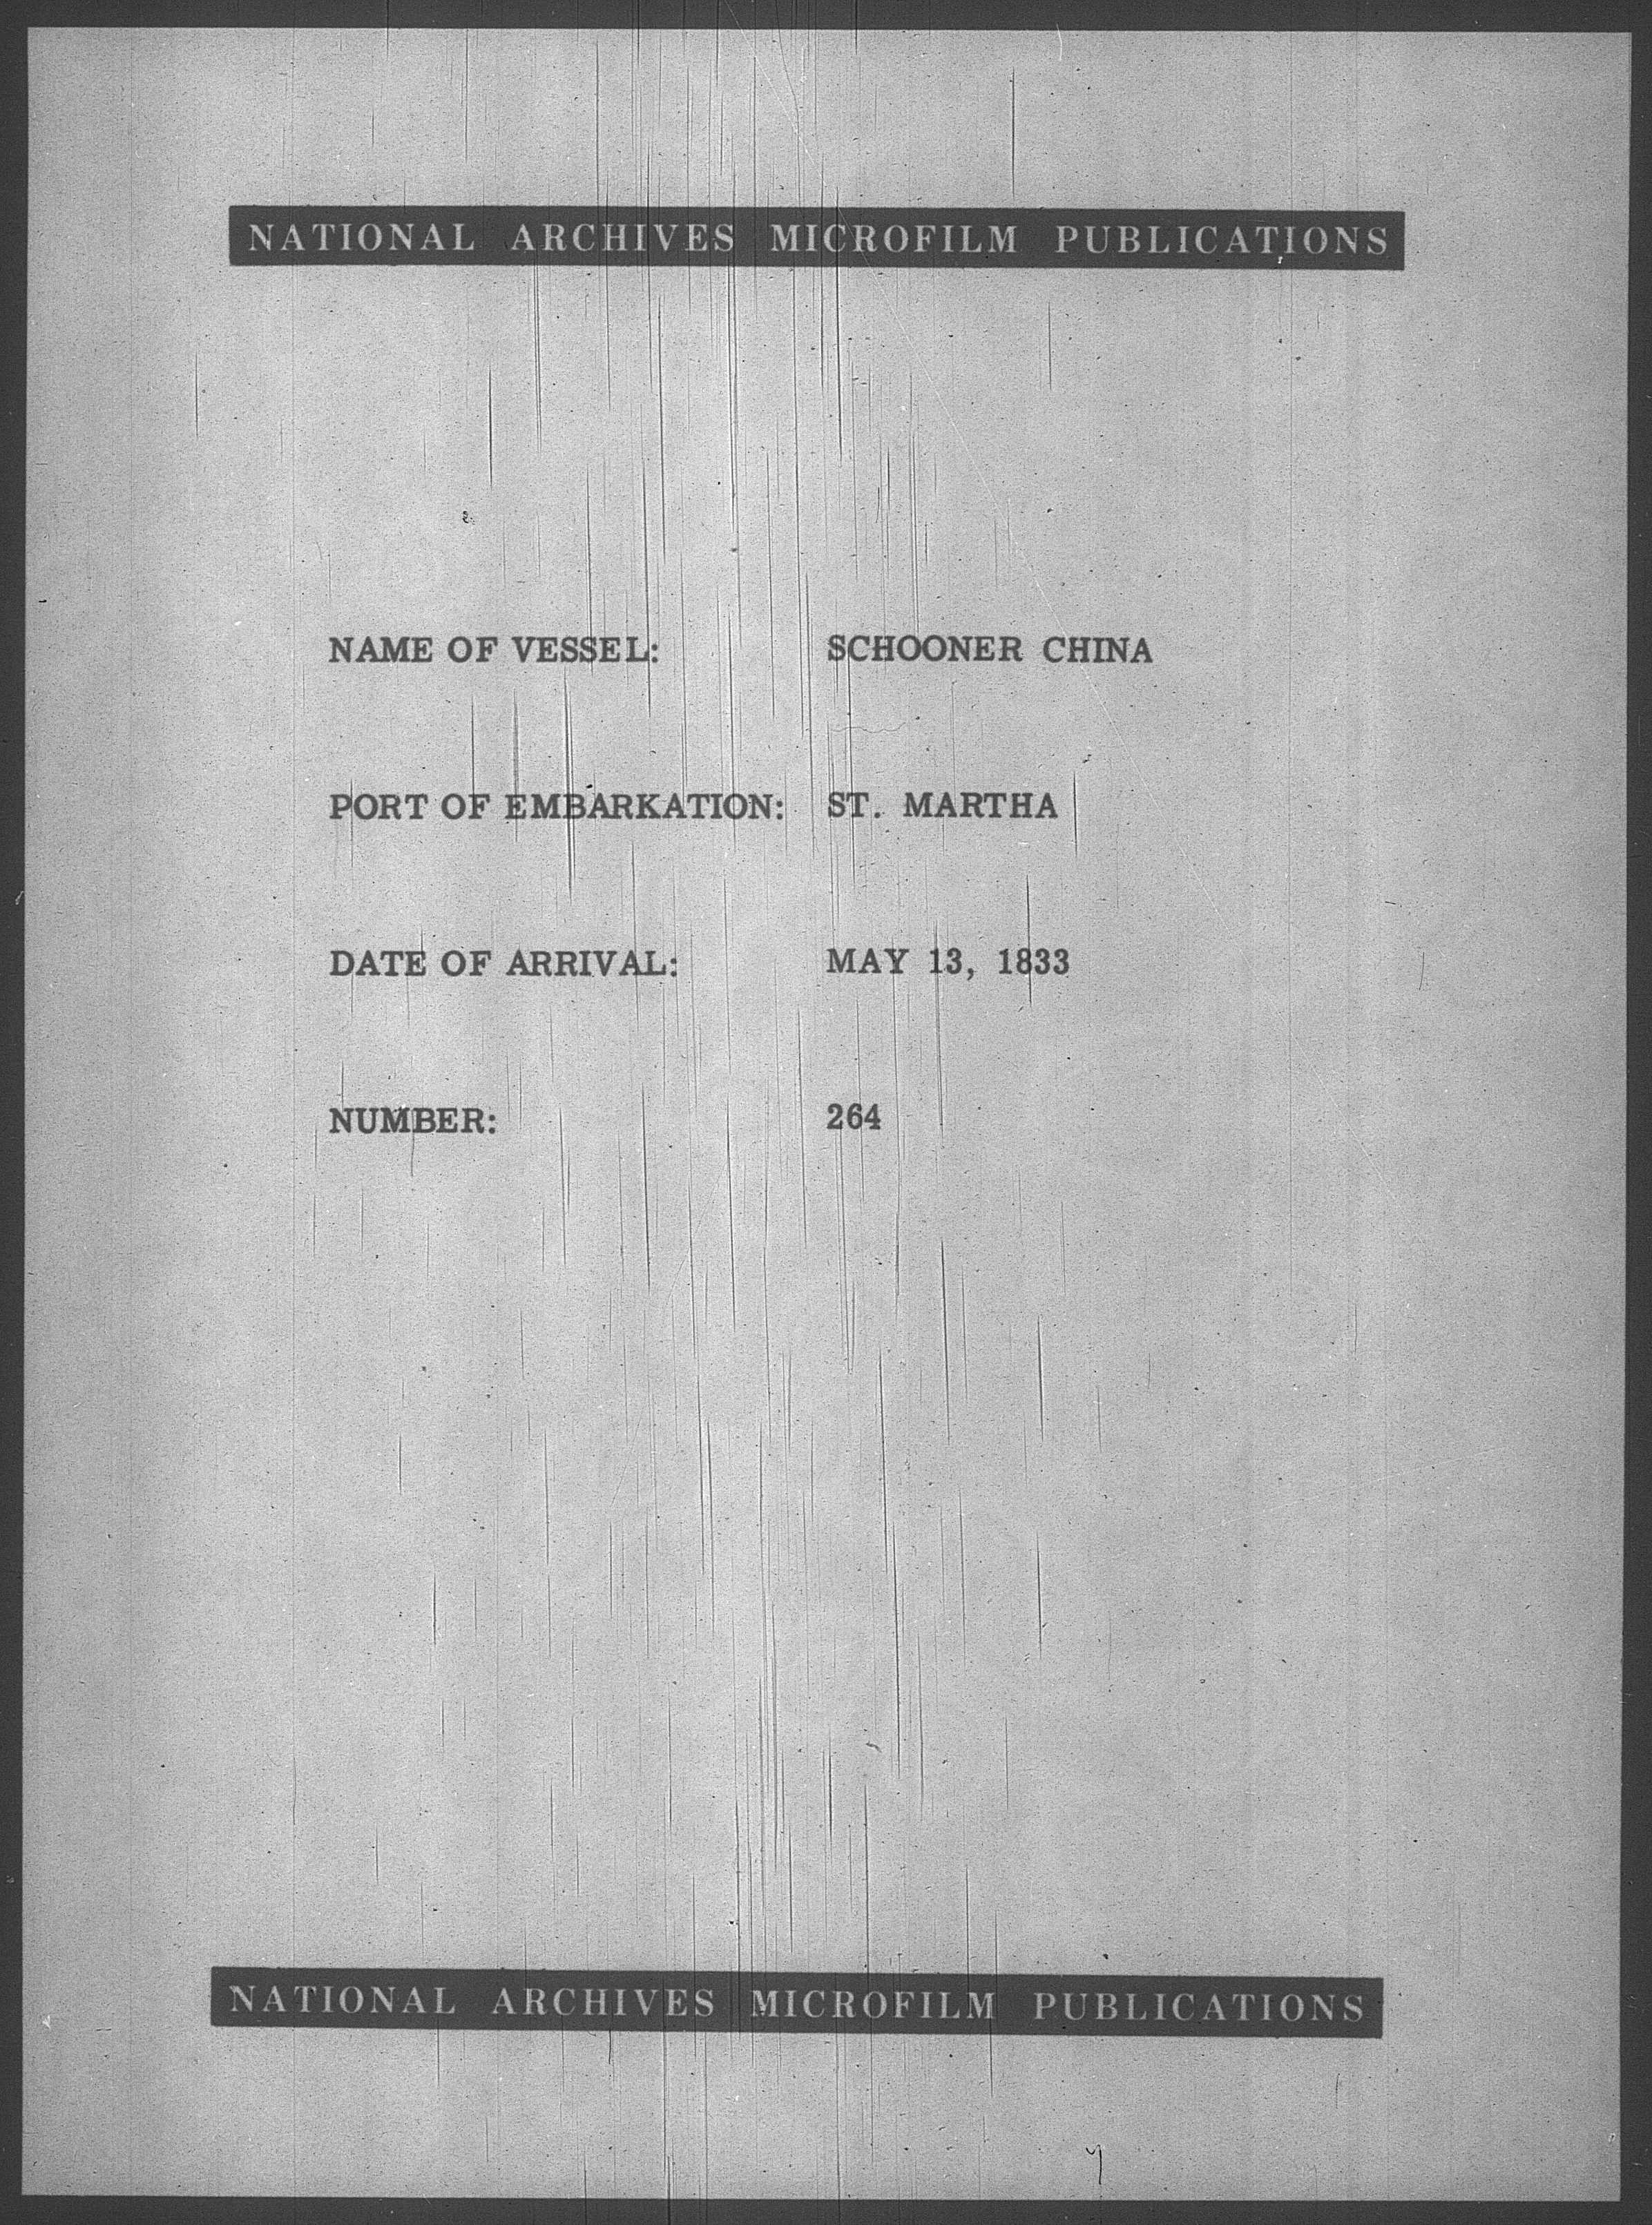 NATIONAL ARCHIVES MICROFILM PUBLICATIONS
NAME OF VESSEL: SCHOONER CHINA
PORT OF EMBARKATION: ST. MARTHA
DATE OF ARRIVAL: MAY 13, 1833
NUMBER: 264
NATIONAL ARCHIVES MICROFILM PUBLICATIONS